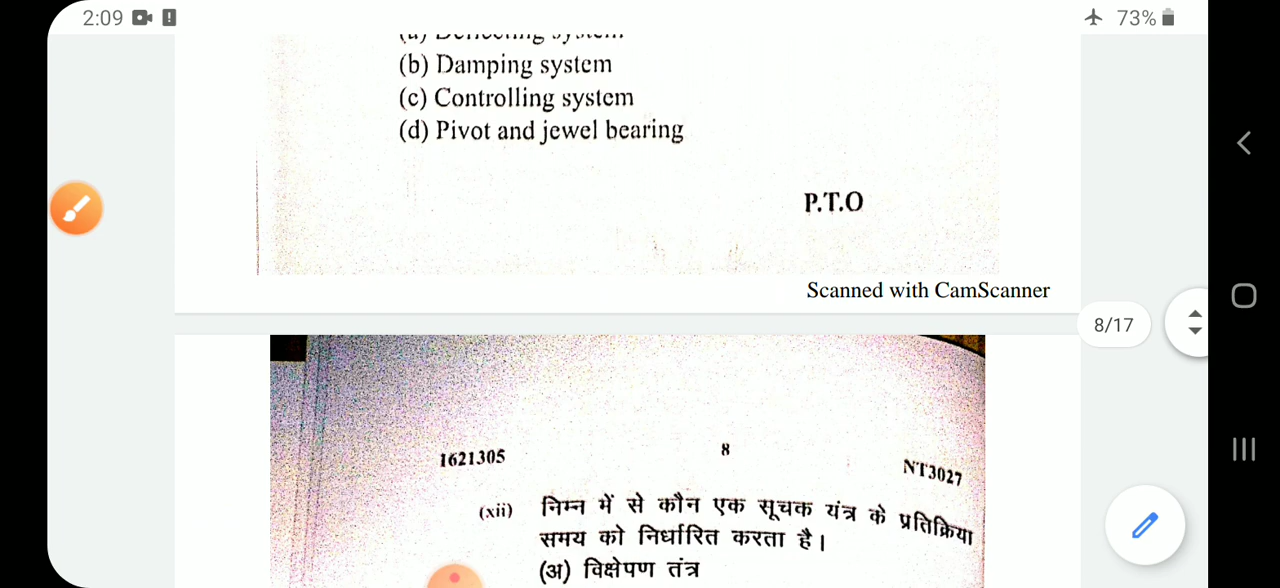 2:09
73%
(b) Damping system
(c) Controlling system
(d) Pivot and jewel bearing
P.T.O
Scanned with CamScanner
8/17
1621305 8 NT3027
(xii) निम्न में से कौन एक सूचक यंत्र के प्रतिक्रिया
समय को निर्धारित करता है।
(अ) विक्षेपण तंत्र